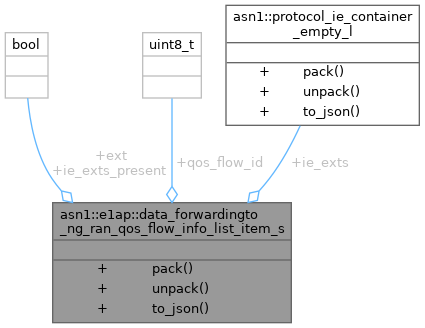 bool
uint8_t
asn1::protocol_ie_container
_empty_l
+ pack()
+ unpack()
+ to_json()
+ext
+ie_exts_present
+qos_flow_id
+ie_exts
asn1::e1ap::data_forwardingto
_ng_ran_qos_flow_info_list_item_s
+ pack()
+ unpack()
+ to_json()